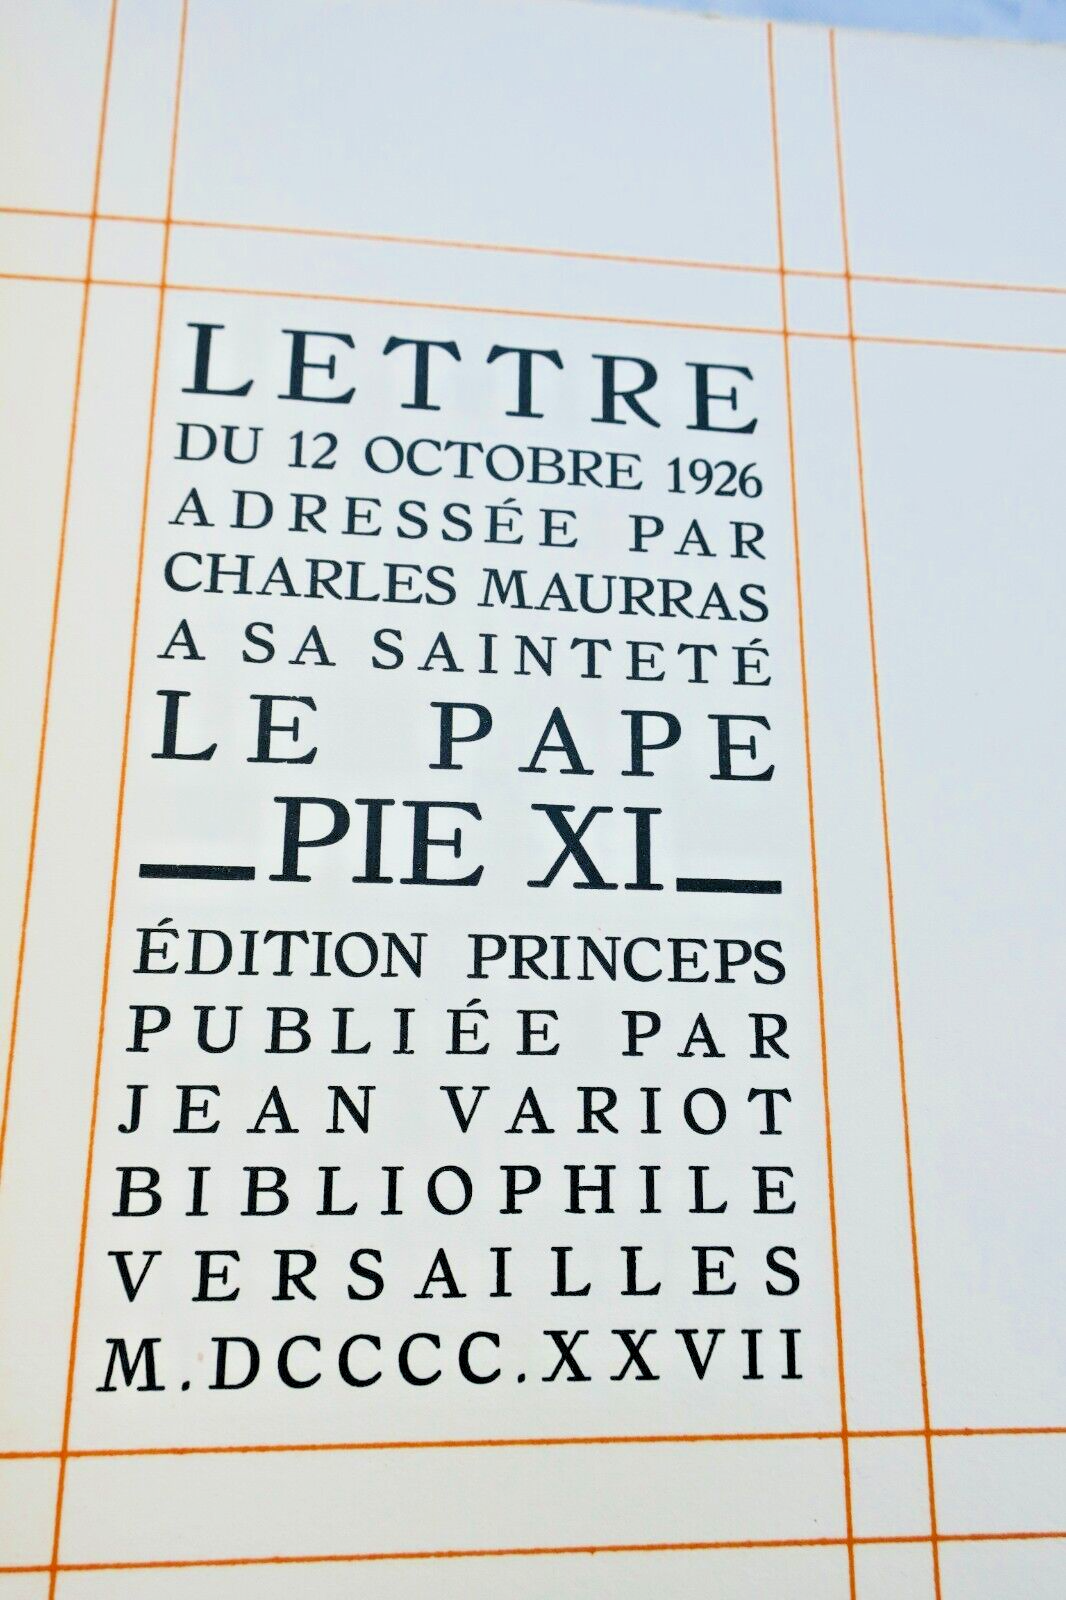 LETTRE
DU 12 OCTOBRE 1926
ADRESSÉE PAR
CHARLES MAURRAS
A SA SAINTETÉ
LE PAPE
PIE XI
ÉDITION PRINCEPS
PUBLIÉE PAR
JEAN VARIOT
BIBLIOPHILE
VERSAILLES
M.DCCCC.XXVII